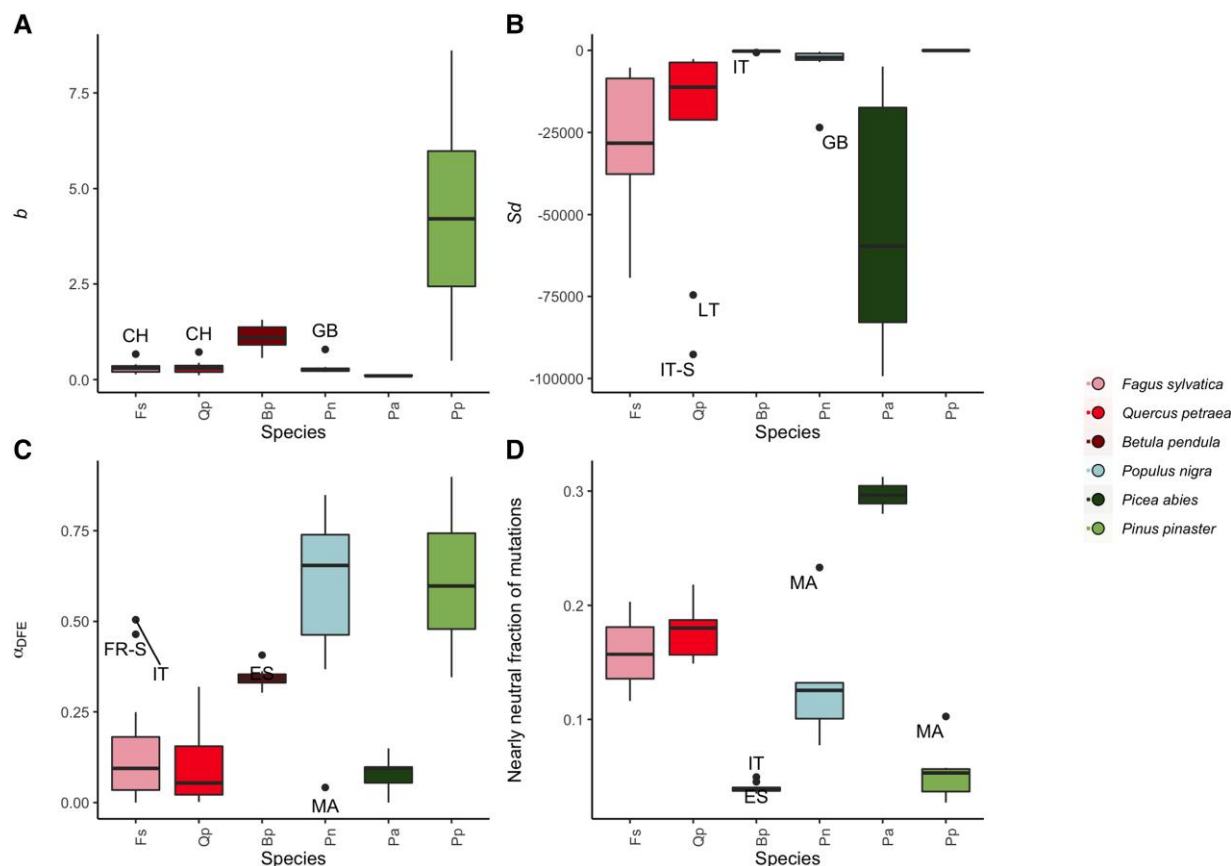 A
b
7.5
5.0
2.5
0.0
CH
CH
GB
Fs
Qp
Bp
Pn
Pa
Pp
Species
B
Sd
0
-25000
-50000
-75000
-100000
IT
GB
LT
IT-S
Fs
Qp
Bp
Pn
Pa
Pp
Species
C
αDFE
0.75
0.50
0.25
0.00
FR-S
IT
ES
MA
Fs
Qp
Bp
Pn
Pa
Pp
Species
D
Nearly neutral fraction of mutations
0.3
0.2
0.1
MA
IT
ES
MA
Fs
Qp
Bp
Pn
Pa
Pp
Species
Fagus sylvatica
Quercus petraea
Betula pendula
Populus nigra
Picea abies
Pinus pinaster